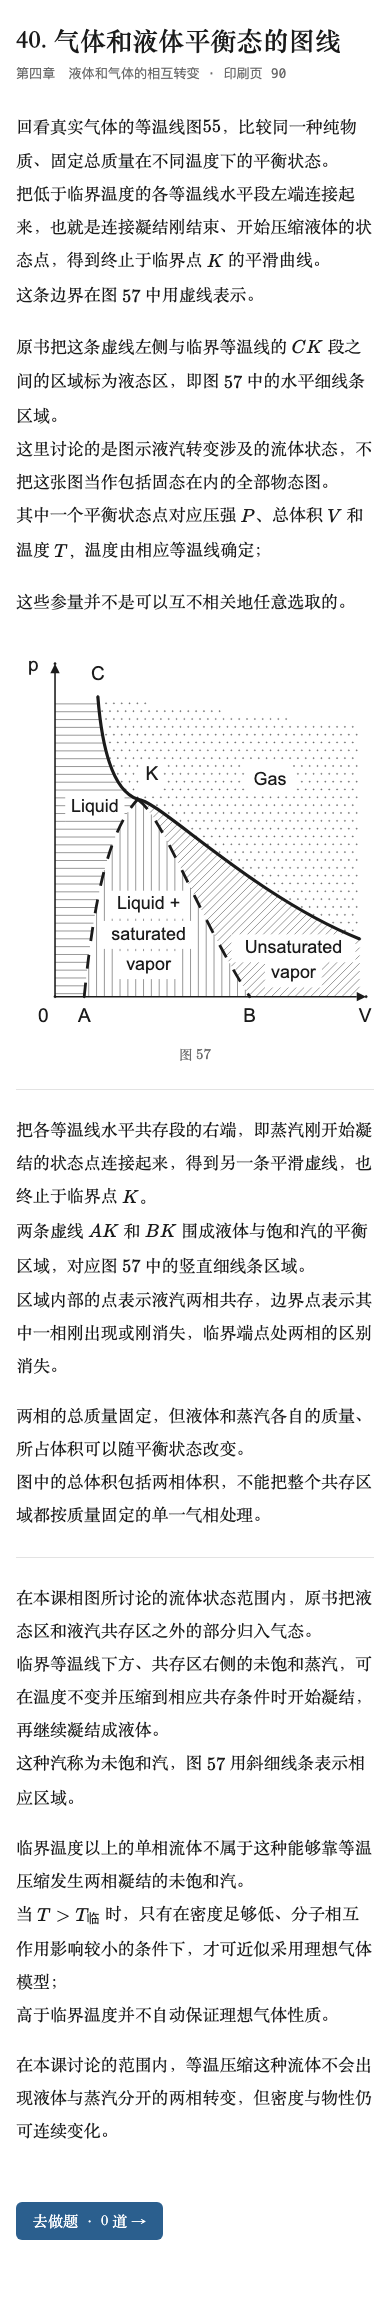 40. 气体和液体平衡态的图线
第四章　液体和气体的相互转变 · 印刷页 90
回看真实气体的等温线图55，比较同一种纯物
质、固定总质量在不同温度下的平衡状态。
把低于临界温度的各等温线水平段左端连接起
来，也就是连接凝结刚结束、开始压缩液体的状
态点，得到终止于临界点 K 的平滑曲线。
这条边界在图 57 中用虚线表示。
原书把这条虚线左侧与临界等温线的 CK 段之
间的区域标为液态区，即图 57 中的水平细线条
区域。
这里讨论的是图示液汽转变涉及的流体状态，不
把这张图当作包括固态在内的全部物态图。
其中一个平衡状态点对应压强 P、总体积 V 和
温度 T，温度由相应等温线确定；
这些参量并不是可以互不相关地任意选取的。
p
C
K
Gas
Liquid
Liquid +
saturated
vapor
Unsaturated
vapor
0
A
B
V
图 57
把各等温线水平共存段的右端，即蒸汽刚开始凝
结的状态点连接起来，得到另一条平滑虚线，也
终止于临界点 K。
两条虚线 AK 和 BK 围成液体与饱和汽的平衡
区域，对应图 57 中的竖直细线条区域。
区域内部的点表示液汽两相共存，边界点表示其
中一相刚出现或刚消失，临界端点处两相的区别
消失。
两相的总质量固定，但液体和蒸汽各自的质量、
所占体积可以随平衡状态改变。
图中的总体积包括两相体积，不能把整个共存区
域都按质量固定的单一气相处理。
在本课相图所讨论的流体状态范围内，原书把液
态区和液汽共存区之外的部分归入气态。
临界等温线下方、共存区右侧的未饱和蒸汽，可
在温度不变并压缩到相应共存条件时开始凝结，
再继续凝结成液体。
这种汽称为未饱和汽，图 57 用斜细线条表示相
应区域。
临界温度以上的单相流体不属于这种能够靠等温
压缩发生两相凝结的未饱和汽。
当 T > T临 时，只有在密度足够低、分子相互
作用影响较小的条件下，才可近似采用理想气体
模型；
高于临界温度并不自动保证理想气体性质。
在本课讨论的范围内，等温压缩这种流体不会出
现液体与蒸汽分开的两相转变，但密度与物性仍
可连续变化。
去做题 · 0 道 →